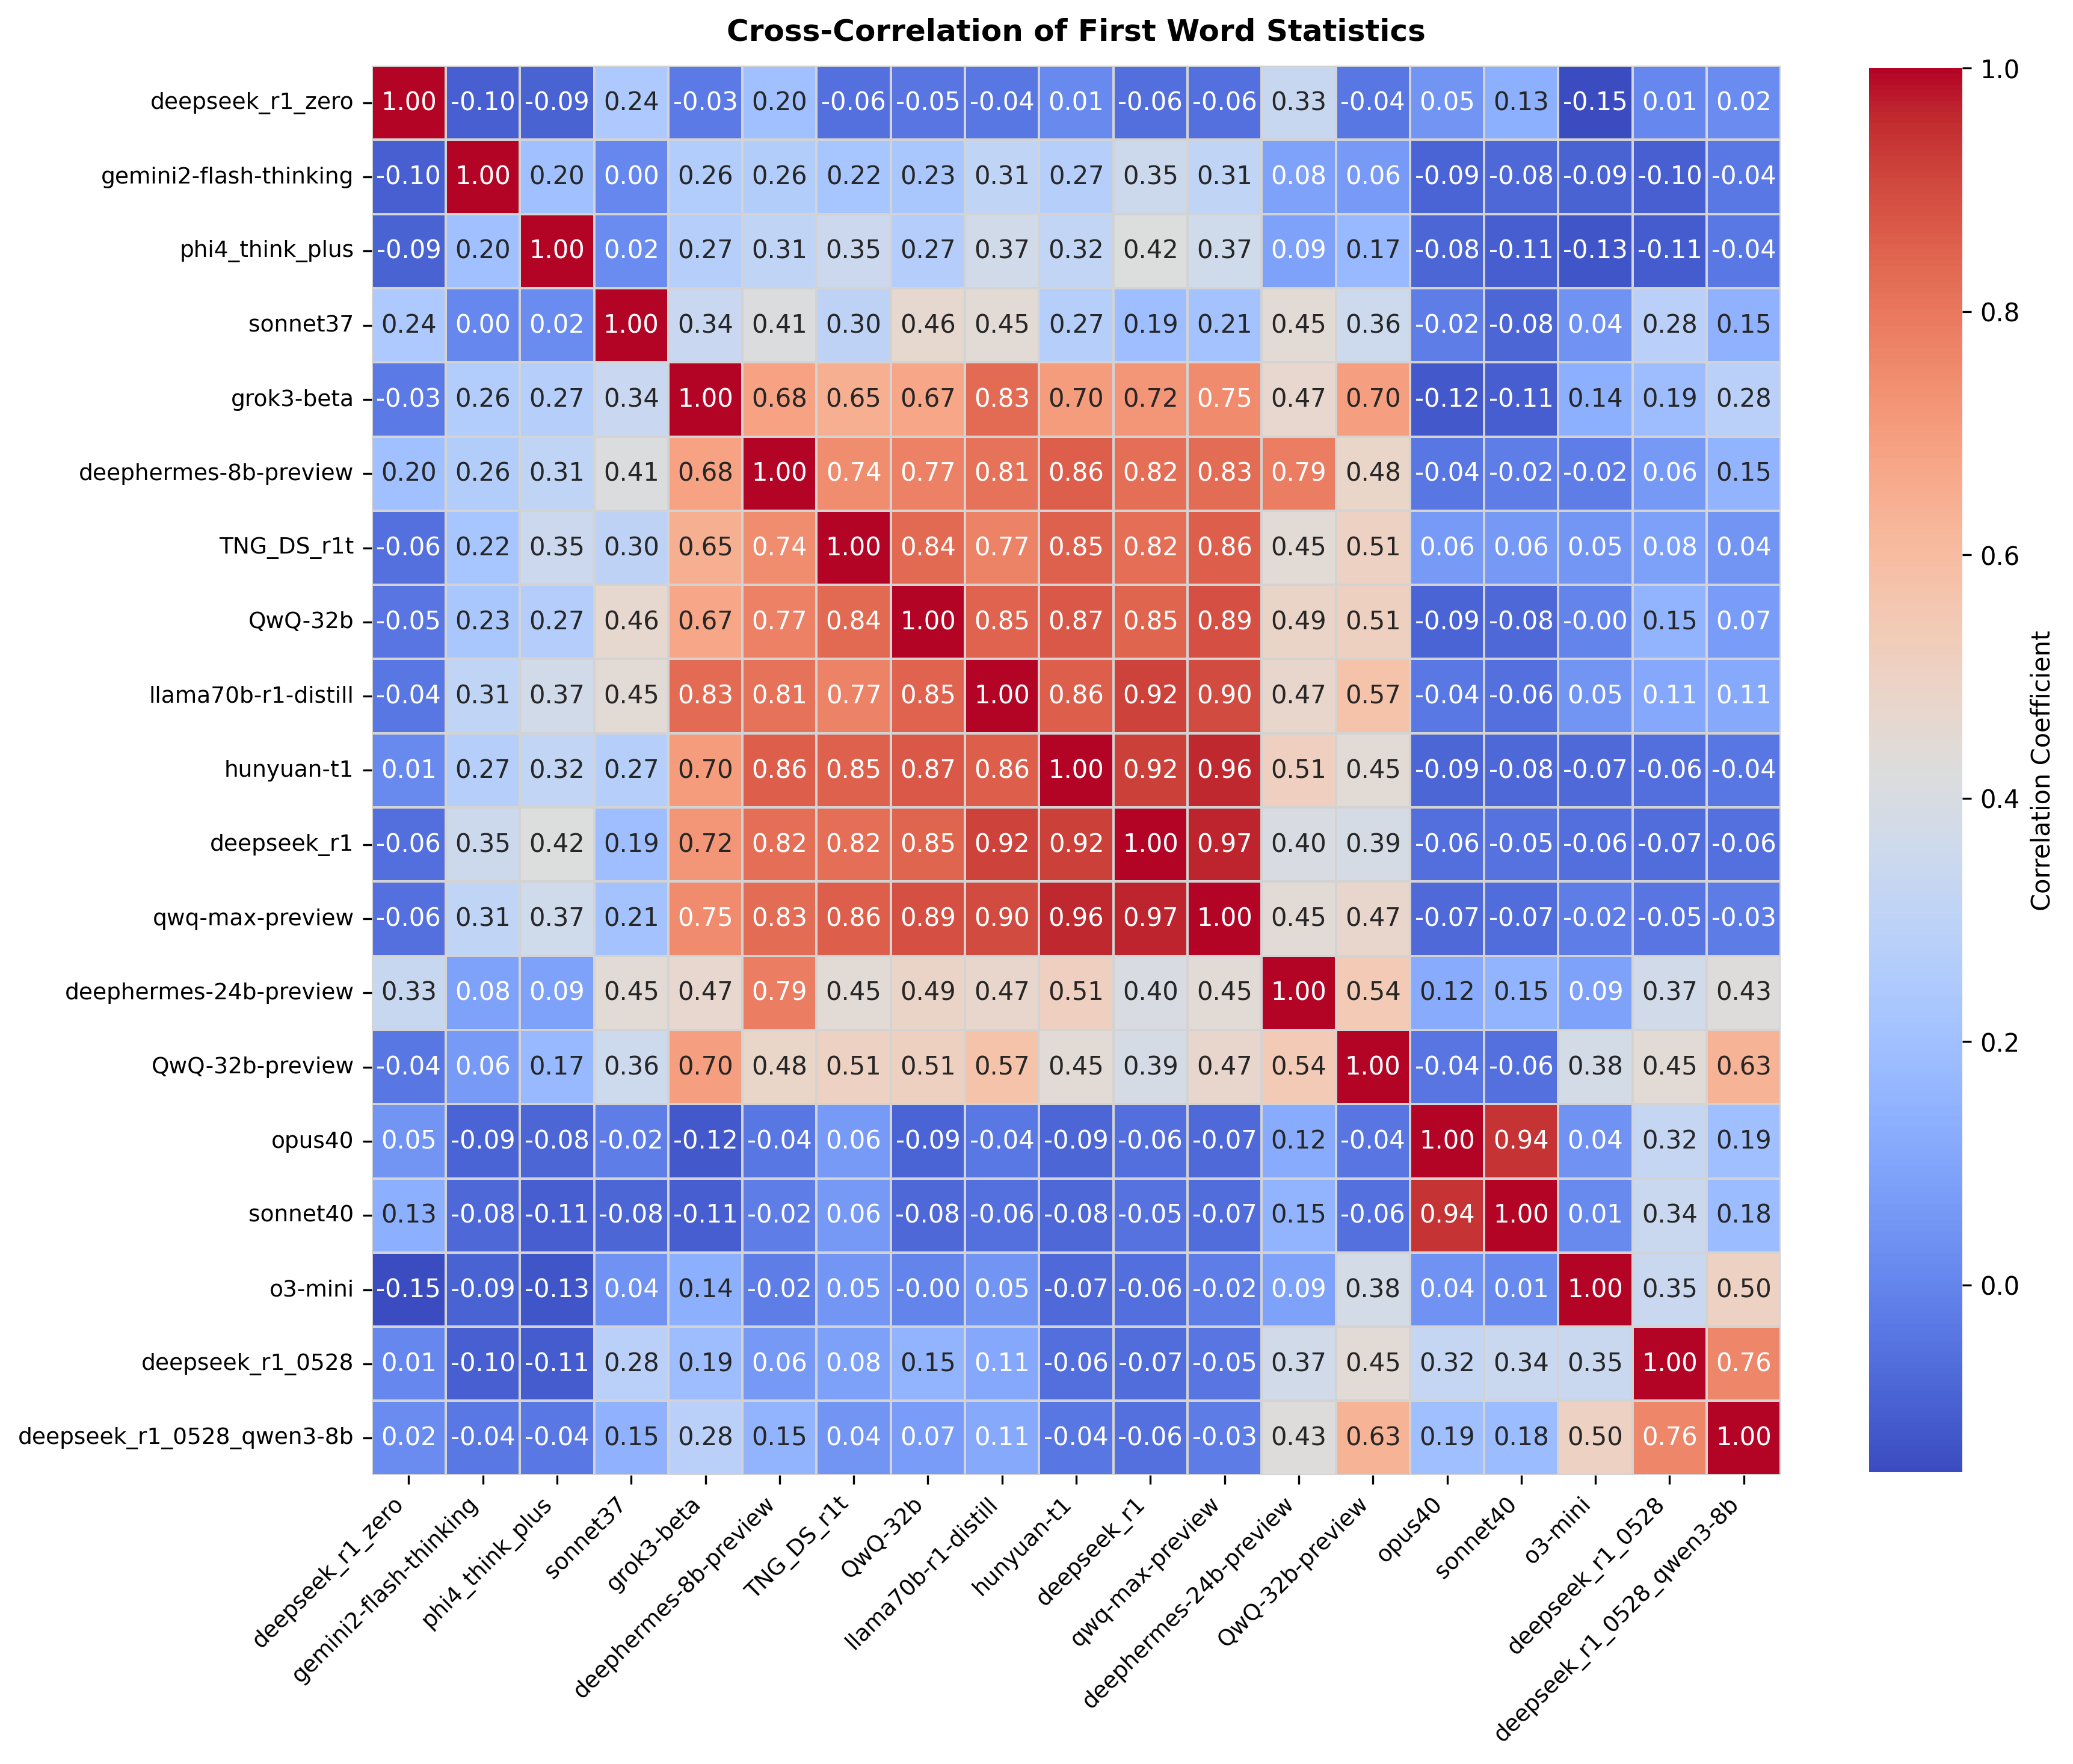 Cross-Correlation of First Word Statistics
deepseek_r1_zero 1.00 -0.10 -0.09 0.24 -0.03 0.20 -0.06 -0.05 -0.04 0.01 -0.06 -0.06 0.33 -0.04 0.05 0.13 -0.15 0.01 0.02
gemini2-flash-thinking -0.10 1.00 0.20 0.00 0.26 0.26 0.22 0.23 0.31 0.27 0.35 0.31 0.08 0.06 -0.09 -0.08 -0.09 -0.10 -0.04
phi4_think_plus -0.09 0.20 1.00 0.02 0.27 0.31 0.35 0.27 0.37 0.32 0.42 0.37 0.09 0.17 -0.08 -0.11 -0.13 -0.11 -0.04
sonnet37 0.24 0.00 0.02 1.00 0.34 0.41 0.30 0.46 0.45 0.27 0.19 0.21 0.45 0.36 -0.02 -0.08 0.04 0.28 0.15
grok3-beta -0.03 0.26 0.27 0.34 1.00 0.68 0.65 0.67 0.83 0.70 0.72 0.75 0.47 0.70 -0.12 -0.11 0.14 0.19 0.28
deephermes-8b-preview 0.20 0.26 0.31 0.41 0.68 1.00 0.74 0.77 0.81 0.86 0.82 0.83 0.79 0.48 -0.04 -0.02 -0.02 0.06 0.15
TNG_DS_r1t -0.06 0.22 0.35 0.30 0.65 0.74 1.00 0.84 0.77 0.85 0.82 0.86 0.45 0.51 0.06 0.06 0.05 0.08 0.04
QwQ-32b -0.05 0.23 0.27 0.46 0.67 0.77 0.84 1.00 0.85 0.87 0.85 0.89 0.49 0.51 -0.09 -0.08 -0.00 0.15 0.07
llama70b-r1-distill -0.04 0.31 0.37 0.45 0.83 0.81 0.77 0.85 1.00 0.86 0.92 0.90 0.47 0.57 -0.04 -0.06 0.05 0.11 0.11
hunyuan-t1 0.01 0.27 0.32 0.27 0.70 0.86 0.85 0.87 0.86 1.00 0.92 0.96 0.51 0.45 -0.09 -0.08 -0.07 -0.06 -0.04
deepseek_r1 -0.06 0.35 0.42 0.19 0.72 0.82 0.82 0.85 0.92 0.92 1.00 0.97 0.40 0.39 -0.06 -0.05 -0.06 -0.07 -0.06
qwq-max-preview -0.06 0.31 0.37 0.21 0.75 0.83 0.86 0.89 0.90 0.96 0.97 1.00 0.45 0.47 -0.07 -0.07 -0.02 -0.05 -0.03
deephermes-24b-preview 0.33 0.08 0.09 0.45 0.47 0.79 0.45 0.49 0.47 0.51 0.40 0.45 1.00 0.54 0.12 0.15 0.09 0.37 0.43
QwQ-32b-preview -0.04 0.06 0.17 0.36 0.70 0.48 0.51 0.51 0.57 0.45 0.39 0.47 0.54 1.00 -0.04 -0.06 0.38 0.45 0.63
opus40 0.05 -0.09 -0.08 -0.02 -0.12 -0.04 0.06 -0.09 -0.04 -0.09 -0.06 -0.07 0.12 -0.04 1.00 0.94 0.04 0.32 0.19
sonnet40 0.13 -0.08 -0.11 -0.08 -0.11 -0.02 0.06 -0.08 -0.06 -0.08 -0.05 -0.07 0.15 -0.06 0.94 1.00 0.01 0.34 0.18
o3-mini -0.15 -0.09 -0.13 0.04 0.14 -0.02 0.05 -0.00 0.05 -0.07 -0.06 -0.02 0.09 0.38 0.04 0.01 1.00 0.35 0.50
deepseek_r1_0528 0.01 -0.10 -0.11 0.28 0.19 0.06 0.08 0.15 0.11 -0.06 -0.07 -0.05 0.37 0.45 0.32 0.34 0.35 1.00 0.76
deepseek_r1_0528_qwen3-8b 0.02 -0.04 -0.04 0.15 0.28 0.15 0.04 0.07 0.11 -0.04 -0.06 -0.03 0.43 0.63 0.19 0.18 0.50 0.76 1.00
deepseek_r1_zero
gemini2-flash-thinking
phi4_think_plus
sonnet37
grok3-beta
deephermes-8b-preview
TNG_DS_r1t
QwQ-32b
llama70b-r1-distill
hunyuan-t1
deepseek_r1
qwq-max-preview
deephermes-24b-preview
QwQ-32b-preview
opus40
sonnet40
o3-mini
deepseek_r1_0528
deepseek_r1_0528_qwen3-8b
1.0
0.8
0.6
0.4
0.2
0.0
Correlation Coefficient